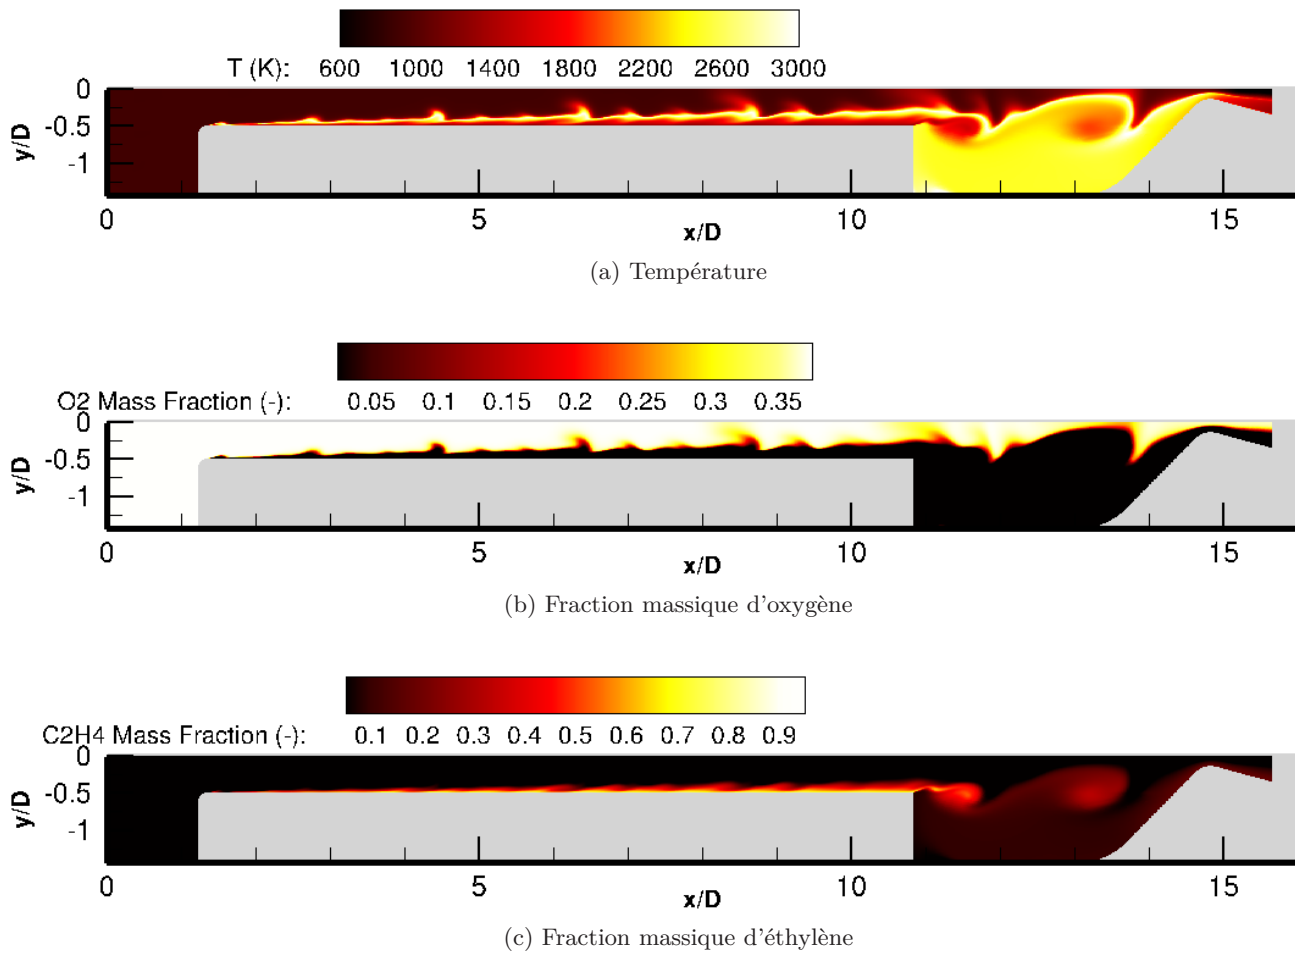 T (K): 600 1000 1400 1800 2200 2600 3000
0
-0.5
-1
y/D
0 5 10 15
x/D
(a) Température
O2 Mass Fraction (-): 0.05 0.1 0.15 0.2 0.25 0.3 0.35
0
-0.5
-1
y/D
0 5 10 15
x/D
(b) Fraction massique d'oxygène
C2H4 Mass Fraction (-): 0.1 0.2 0.3 0.4 0.5 0.6 0.7 0.8 0.9
0
-0.5
-1
y/D
0 5 10 15
x/D
(c) Fraction massique d'éthylène